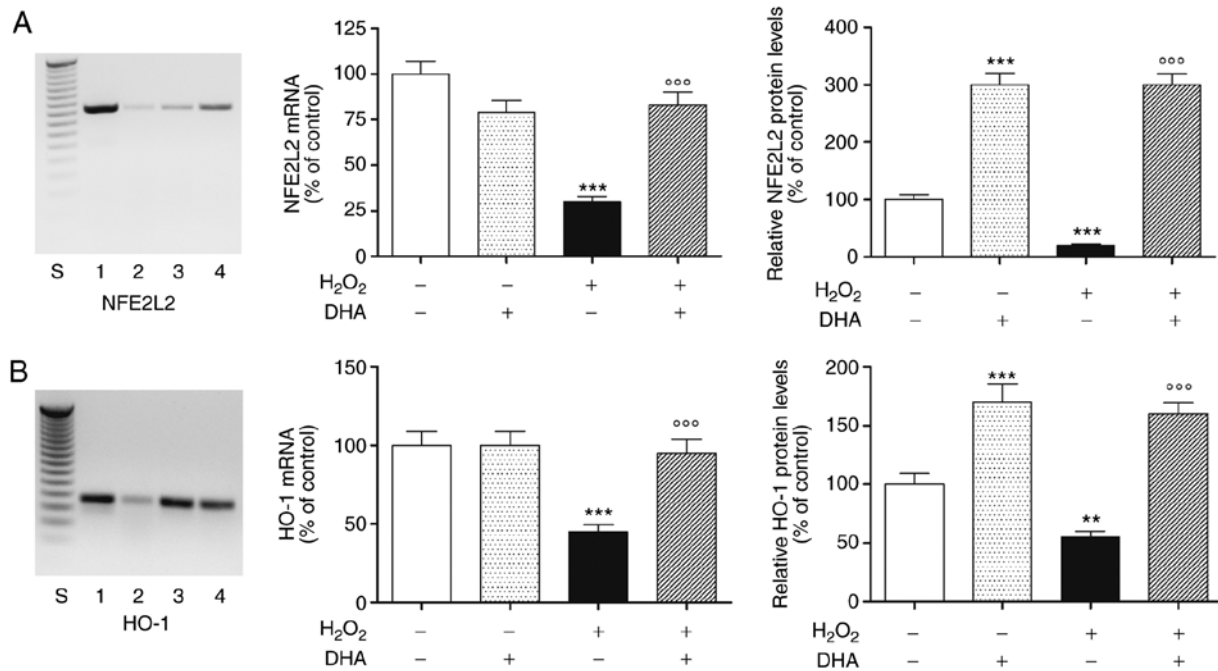 A
S 1 2 3 4
NFE2L2
NFE2L2 mRNA
(% of control)
125
100
75
50
25
0
***
°°°
H₂O₂ – – + +
DHA – + – +
Relative NFE2L2 protein levels
(% of control)
400
300
200
100
0
***
***
°°°
H₂O₂ – – + +
DHA – + – +
B
S 1 2 3 4
HO-1
HO-1 mRNA
(% of control)
150
100
50
0
***
°°°
H₂O₂ – – + +
DHA – + – +
Relative HO-1 protein levels
(% of control)
200
150
100
50
0
***
**
°°°
H₂O₂ – – + +
DHA – + – +